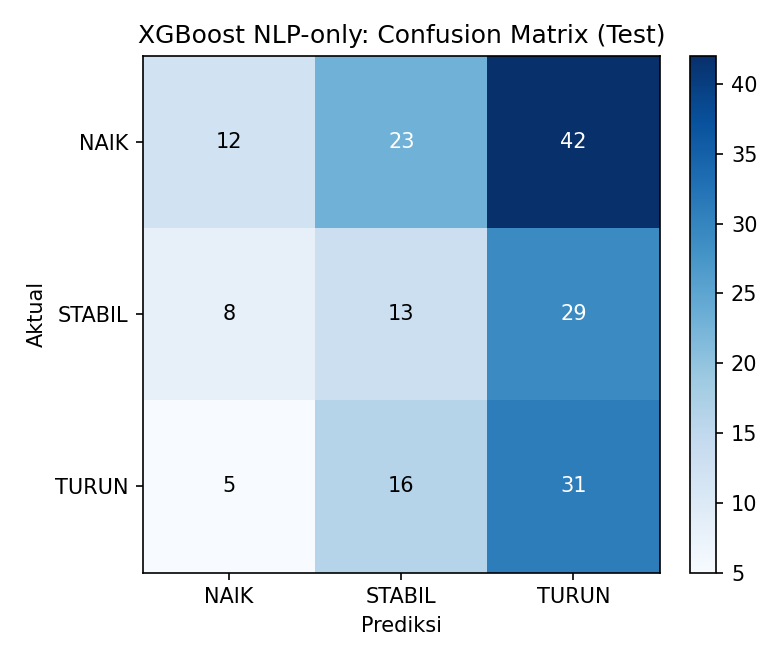 XGBoost NLP-only: Confusion Matrix (Test)
NAIK 12 23 42
STABIL 8 13 29
TURUN 5 16 31
NAIK STABIL TURUN
Prediksi
Aktual
40
35
30
25
20
15
10
5